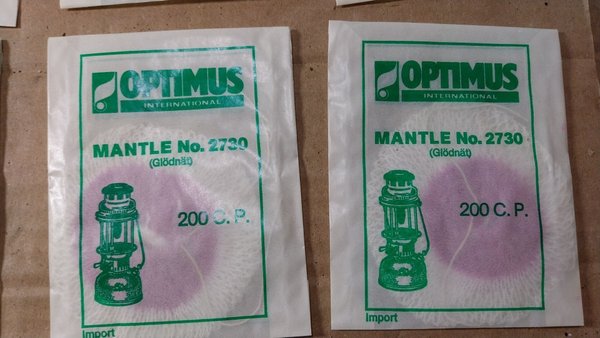 OPTIMUS
INTERNATIONAL
MANTLE No. 2730
(Glödnät)
200 C. P.
Import
OPTIMUS
INTERNATIONAL
MANTLE No. 2730
(Glödnät)
200 C. P.
Import